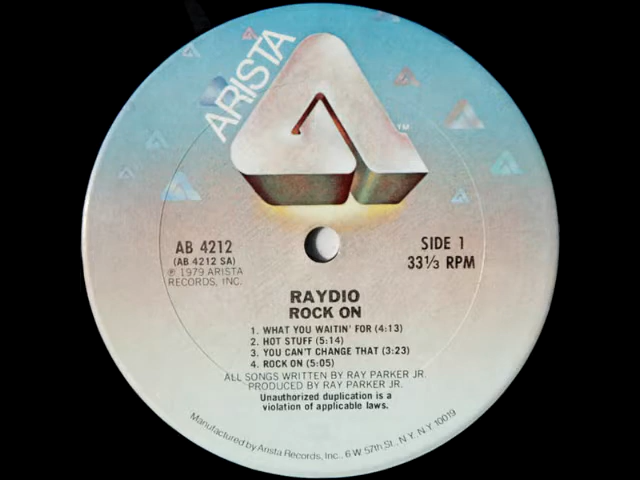 ARISTA
TM
AB 4212
(AB 4212 SA)
℗ 1979 ARISTA
RECORDS, INC.
SIDE 1
33⅓ RPM
RAYDIO
ROCK ON
1. WHAT YOU WAITIN' FOR (4:13)
2. HOT STUFF (5:14)
3. YOU CAN'T CHANGE THAT (3:23)
4. ROCK ON (5:05)
ALL SONGS WRITTEN BY RAY PARKER JR.
PRODUCED BY RAY PARKER JR.
Unauthorized duplication is a
violation of applicable laws.
Manufactured by Arista Records, Inc., 6 W 57th St., N.Y. N.Y 10019